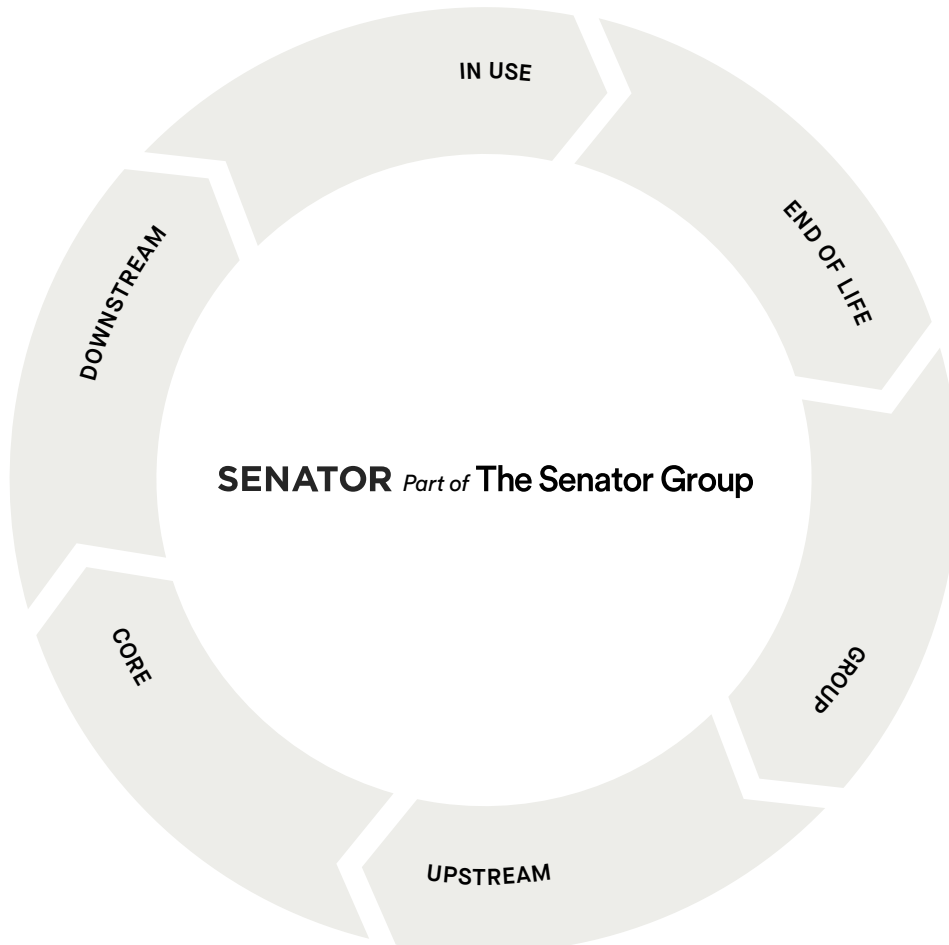 IN USE
END OF LIFE
GROUP
UPSTREAM
CORE
DOWNSTREAM
SENATOR Part of The Senator Group